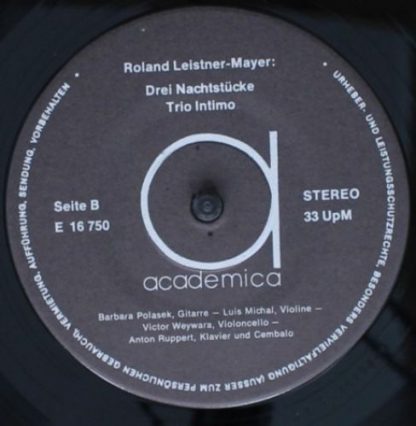 Roland Leistner-Mayer:
Drei Nachtstücke
Trio Intimo
Seite B
E 16 750
STEREO
33 UpM
a
academica
Barbara Polasek, Gitarre – Luis Michal, Violine –
Victor Weywara, Violoncello –
Anton Ruppert, Klavier und Cembalo
• URHEBER- UND LEISTUNGSSCHUTZRECHTE, BESONDERS VERVIELFÄLTIGUNG (AUSSER ZUM PERSÖNLICHEN GEBRAUCH), VERMIETUNG, AUFFÜHRUNG, SENDUNG, VORBEHALTEN •